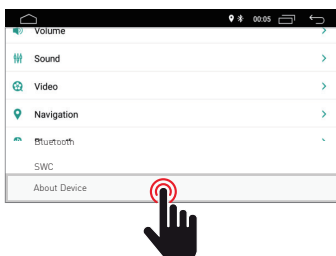 00:05
Volume
Sound
Video
Navigation
Bluetooth
SWC
About Device